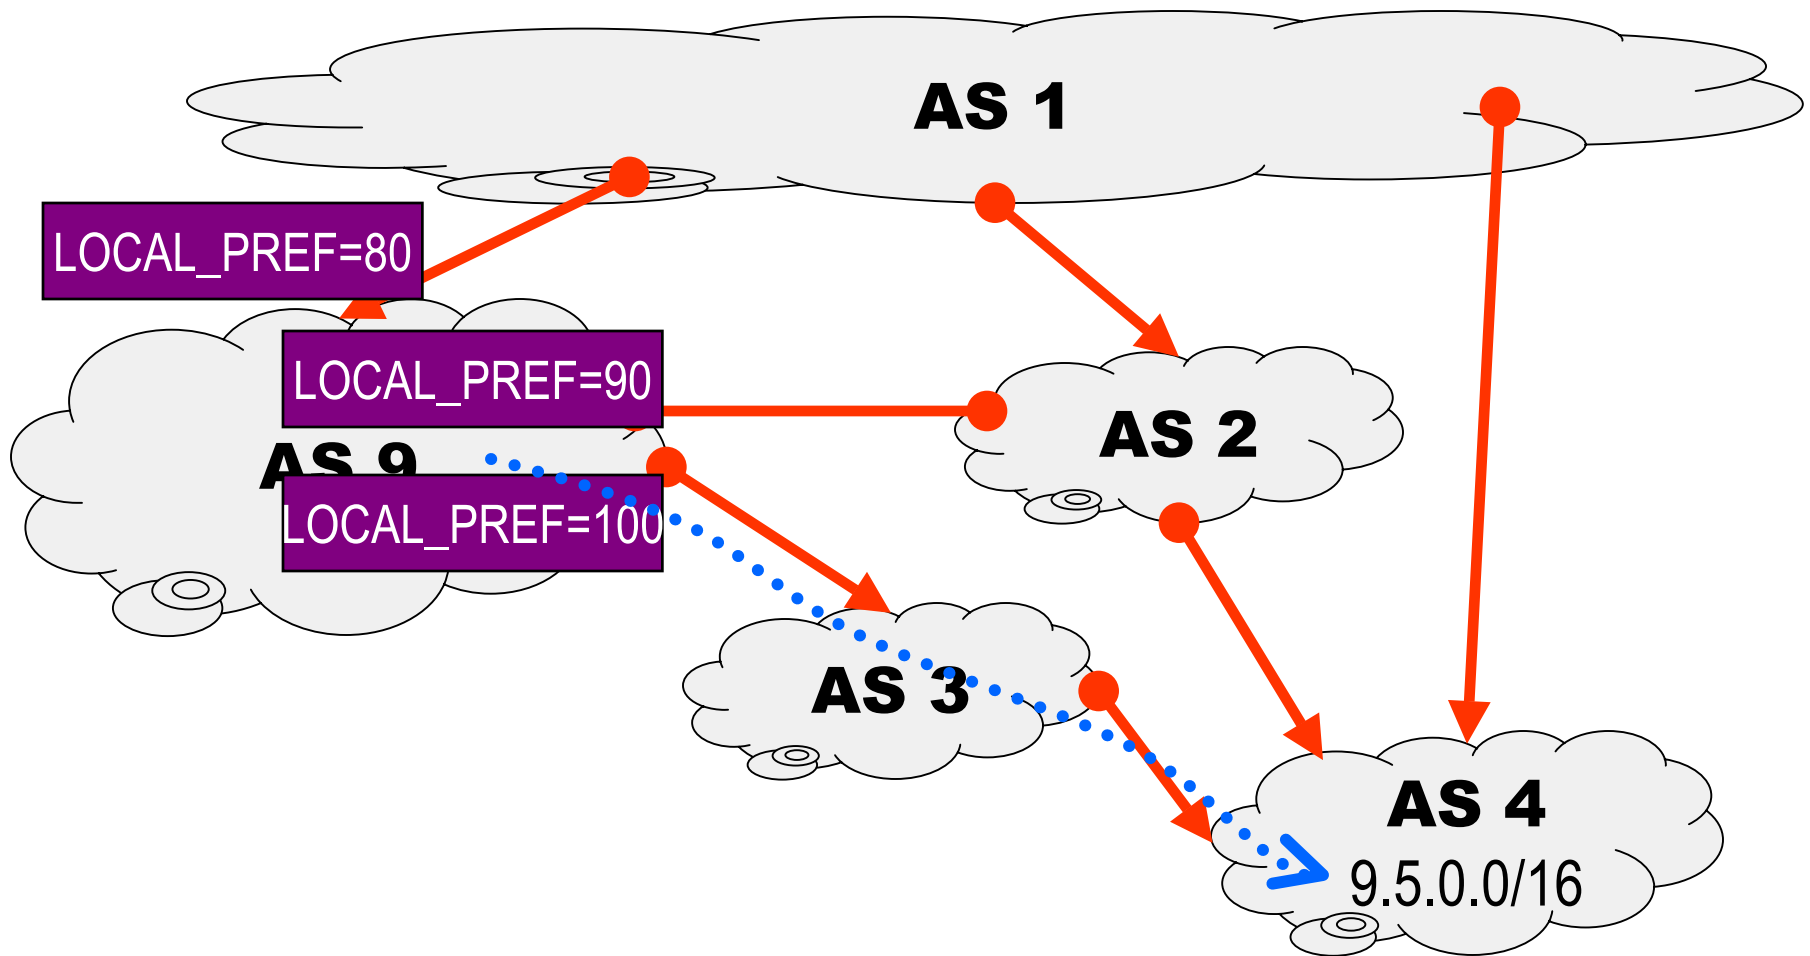 AS 1
LOCAL_PREF=80
LOCAL_PREF=90
AS 2
AS 9
LOCAL_PREF=100
AS 3
AS 4
9.5.0.0/16